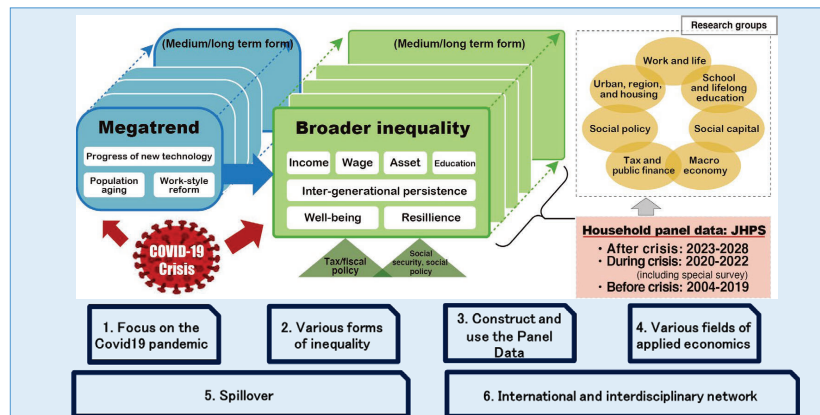 Research groups
(Medium/long term form)
(Medium/long term form)
Megatrend
Progress of new technology
Population
aging
Work-style
reform
COVID-19
Crisis
Broader inequality
Income
Wage
Asset
Education
Inter-generational persistence
Well-being
Resillience
Tax/fiscal
policy
Social
security, social
policy
Work and life
Urban, region,
and housing
School
and lifelong
education
Social policy
Social capital
Tax and
public finance
Macro
economy
Household panel data: JHPS
・After crisis: 2023-2028
・During crisis: 2020-2022
(including special survey)
・Before crisis: 2004-2019
1. Focus on the
Covid19 pandemic
2. Various forms
of inequality
3. Construct and
use the Panel
Data
4. Various fields of
applied economics
5. Spillover
6. International and interdisciplinary network